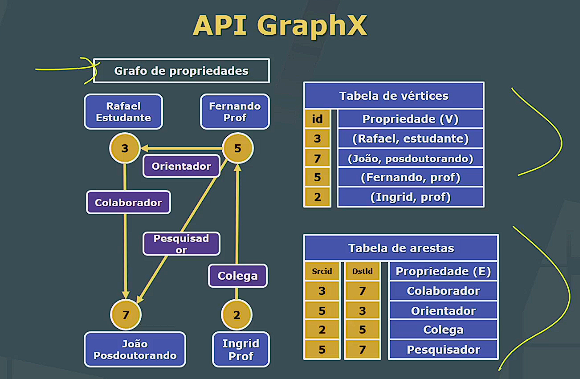 API GraphX
Grafo de propriedades
Rafael
Estudante
Fernando
Prof
3
5
Orientador
Colaborador
Pesquisad
or
Colega
7
2
João
Posdoutorando
Ingrid
Prof
Tabela de vértices
id Propriedade (V)
3 (Rafael, estudante)
7 (João, posdoutorando)
5 (Fernando, prof)
2 (Ingrid, prof)
Tabela de arestas
SrcId DstId Propriedade (E)
3 7 Colaborador
5 3 Orientador
2 5 Colega
5 7 Pesquisador